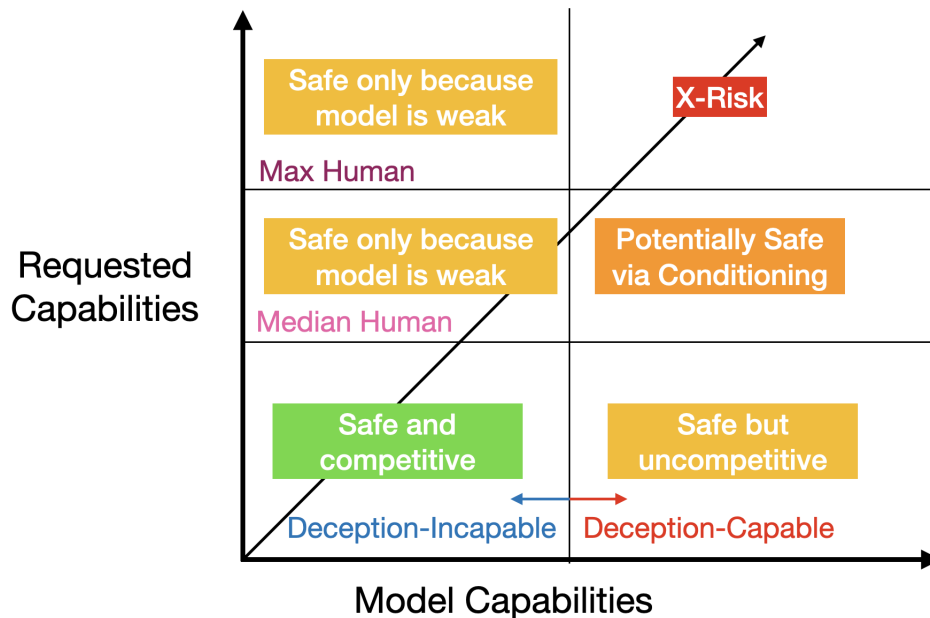 Safe only because
model is weak
X-Risk
Max Human
Requested
Capabilities
Safe only because
model is weak
Potentially Safe
via Conditioning
Median Human
Safe and
competitive
Safe but
uncompetitive
Deception-Incapable
Deception-Capable
Model Capabilities